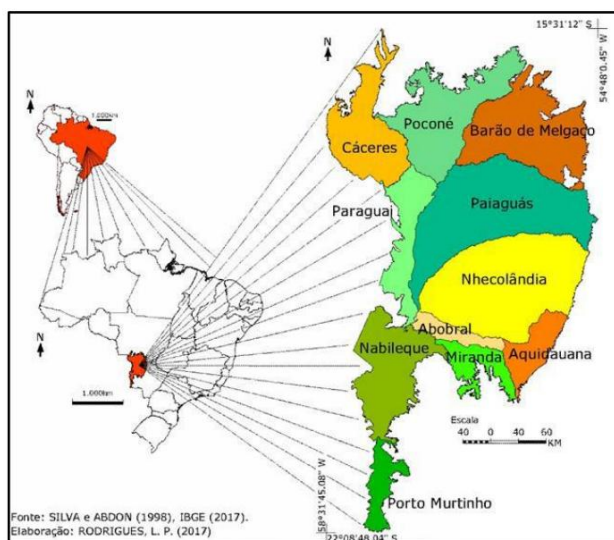 15°31'12" S
54°48'0.45" W
N
N
1.000km
Poconé
Barão de Melgaço
Cáceres
Paraguai
Paiaguás
Nhecolândia
N
Abobral
Nabileque
Miranda
Aquidauana
1.000km
Escala
40 0 40 60
KM
Porto Murtinho
58°31'45.08" W
22°08'48.04" S
Fonte: SILVA e ABDON (1998), IBGE (2017).
Elaboração: RODRIGUES, L. P. (2017)